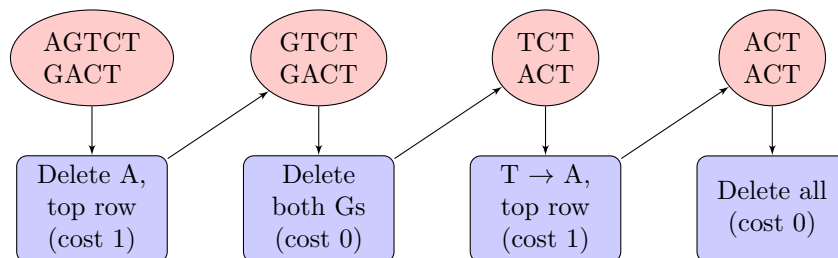 AGTCT
GACT
GTCT
GACT
TCT
ACT
ACT
ACT
Delete A,
top row
(cost 1)
Delete
both Gs
(cost 0)
T → A,
top row
(cost 1)
Delete all
(cost 0)